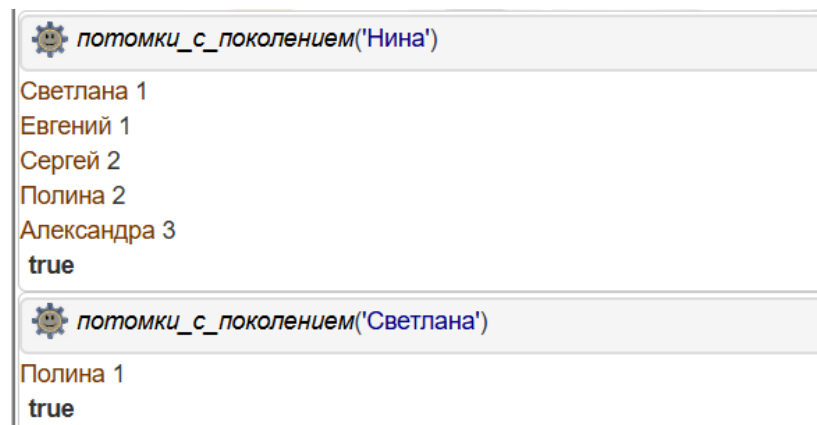 потомки_с_поколением('Нина')
Светлана 1
Евгений 1
Сергей 2
Полина 2
Александра 3
true
потомки_с_поколением('Светлана')
Полина 1
true